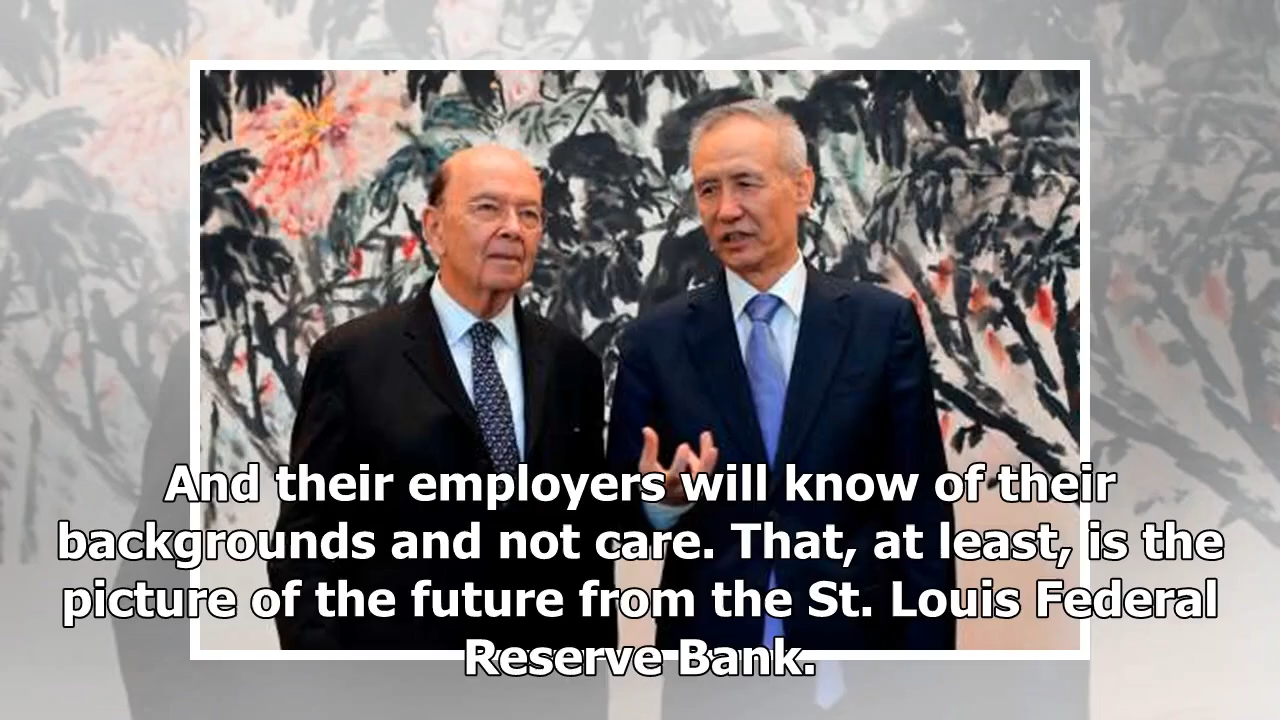 And their employers will know of their
backgrounds and not care. That, at least, is the
picture of the future from the St. Louis Federal
Reserve Bank.